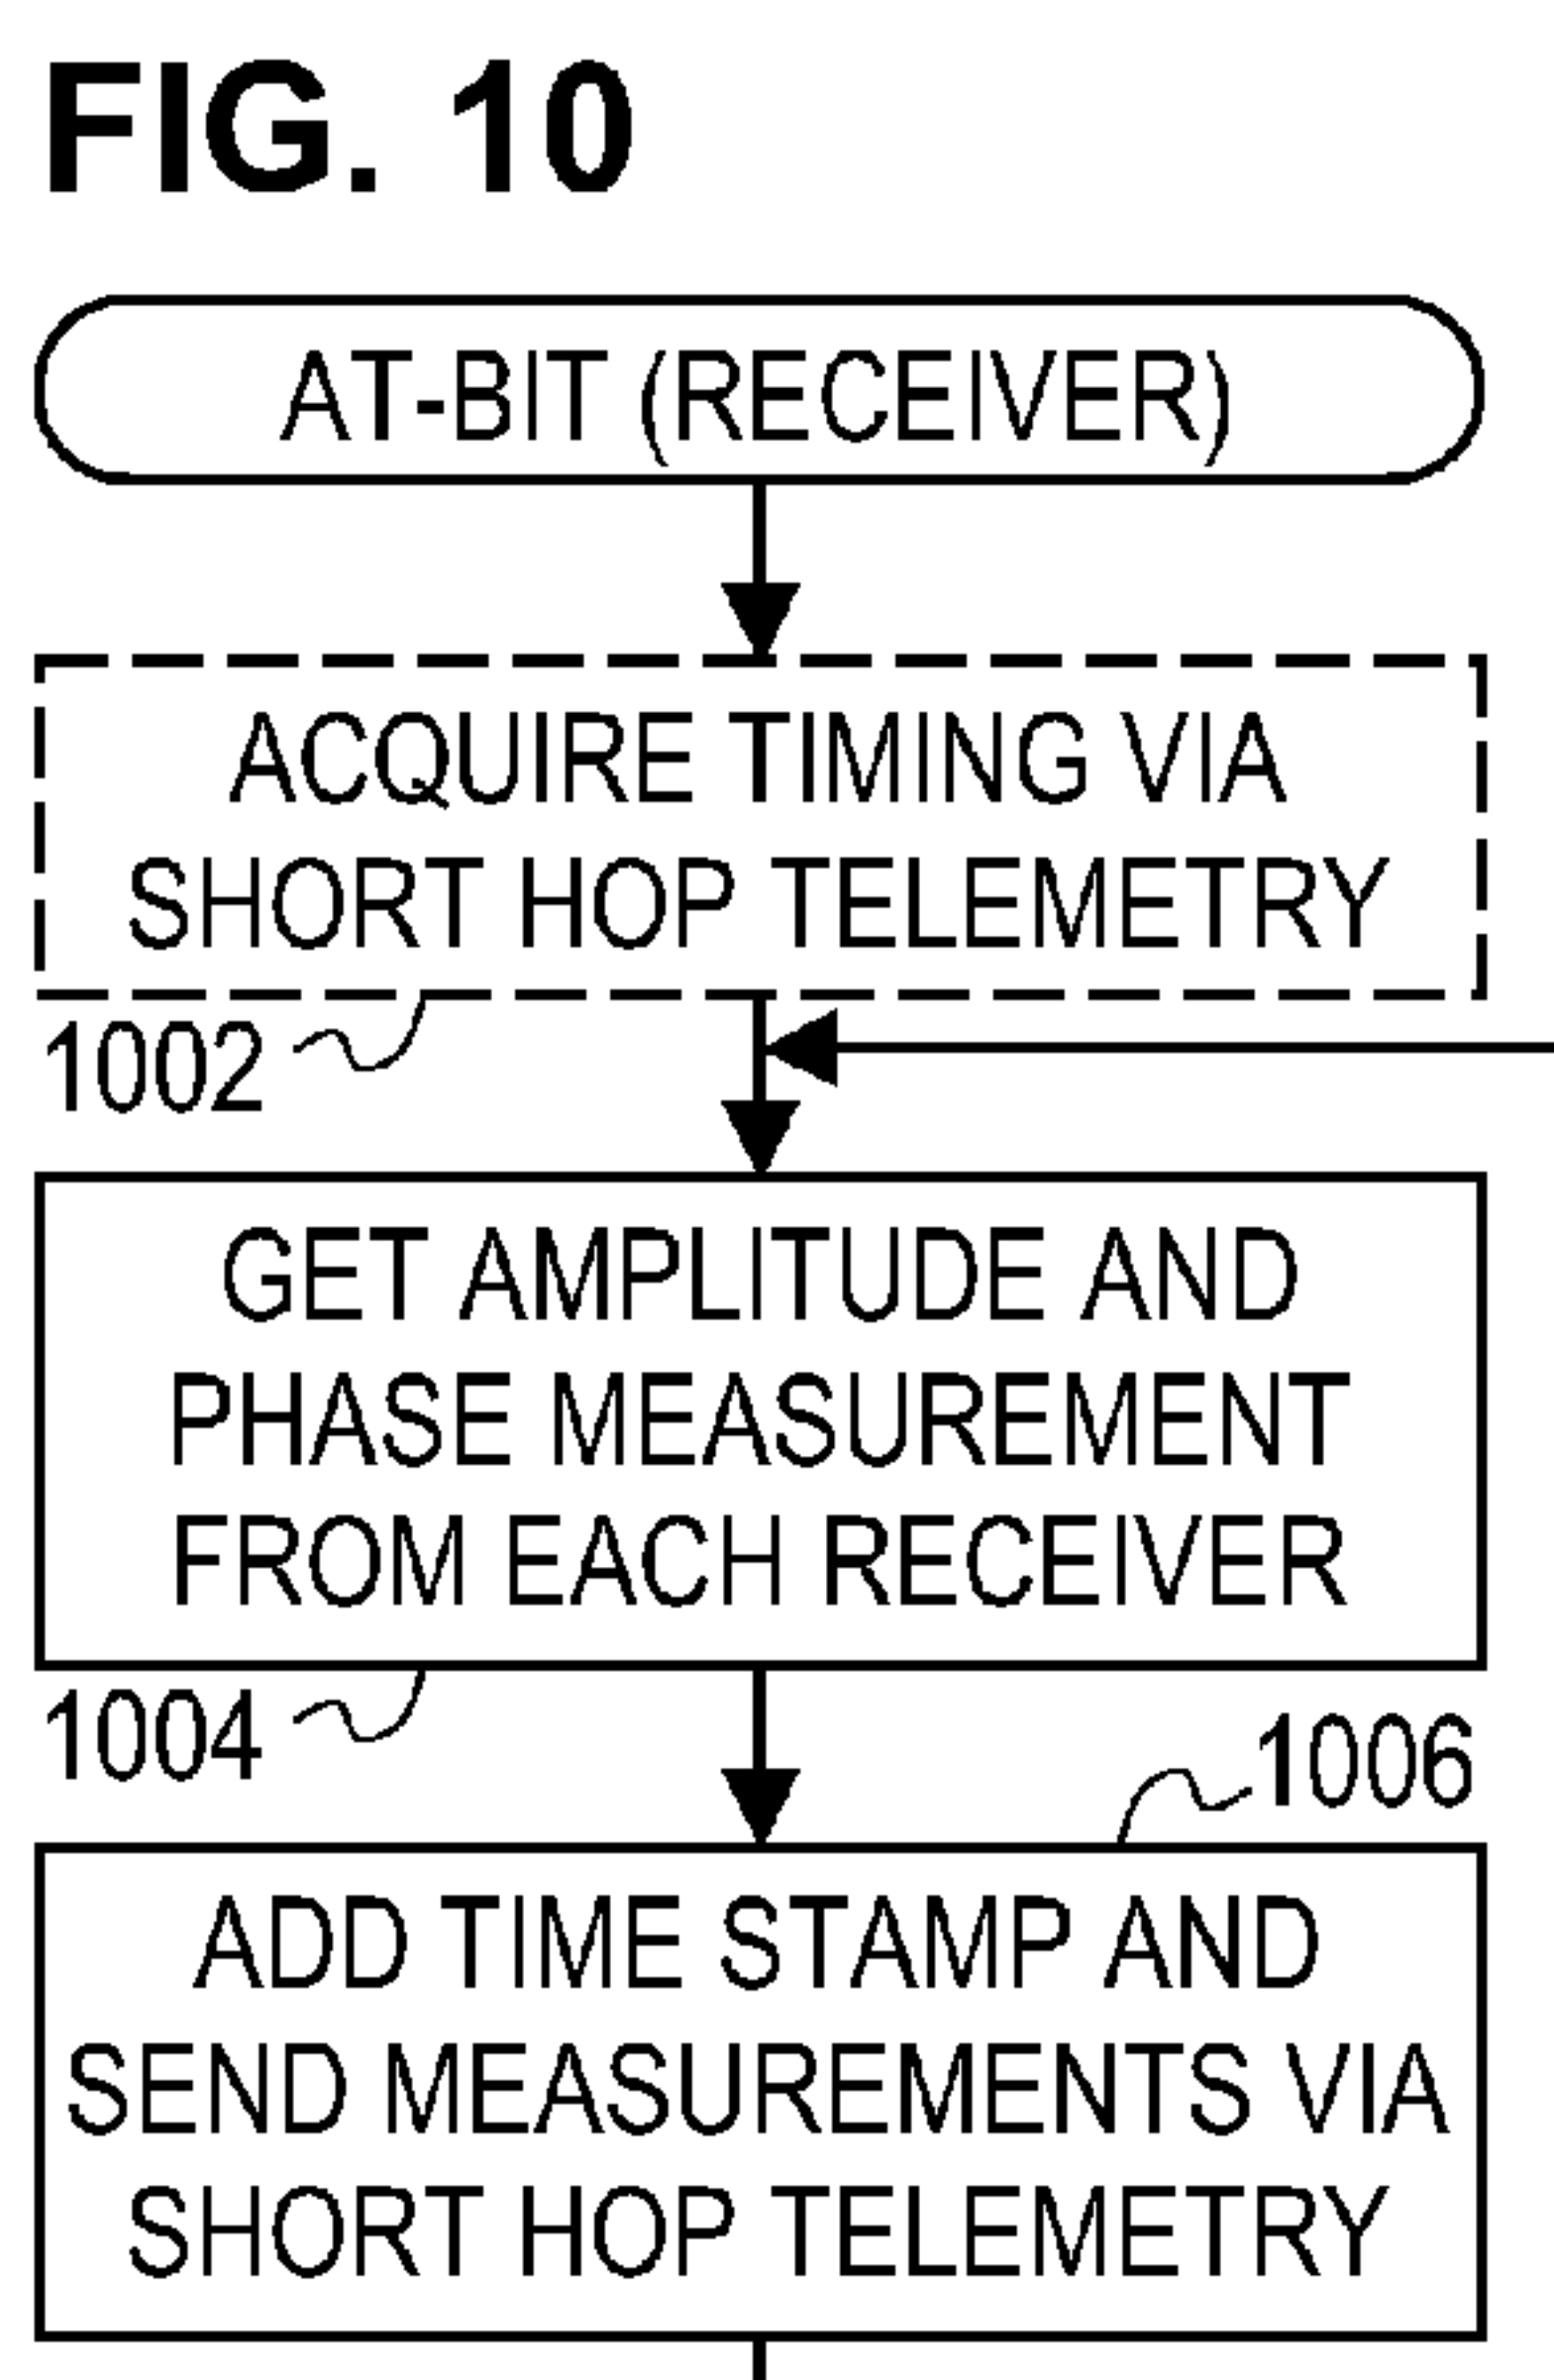 FIG. 10
AT-BIT (RECEIVER)
ACQUIRE TIMING VIA
SHORT HOP TELEMETRY
1002
GET AMPLITUDE AND
PHASE MEASUREMENT
FROM EACH RECEIVER
1004
1006
ADD TIME STAMP AND
SEND MEASUREMENTS VIA
SHORT HOP TELEMETRY